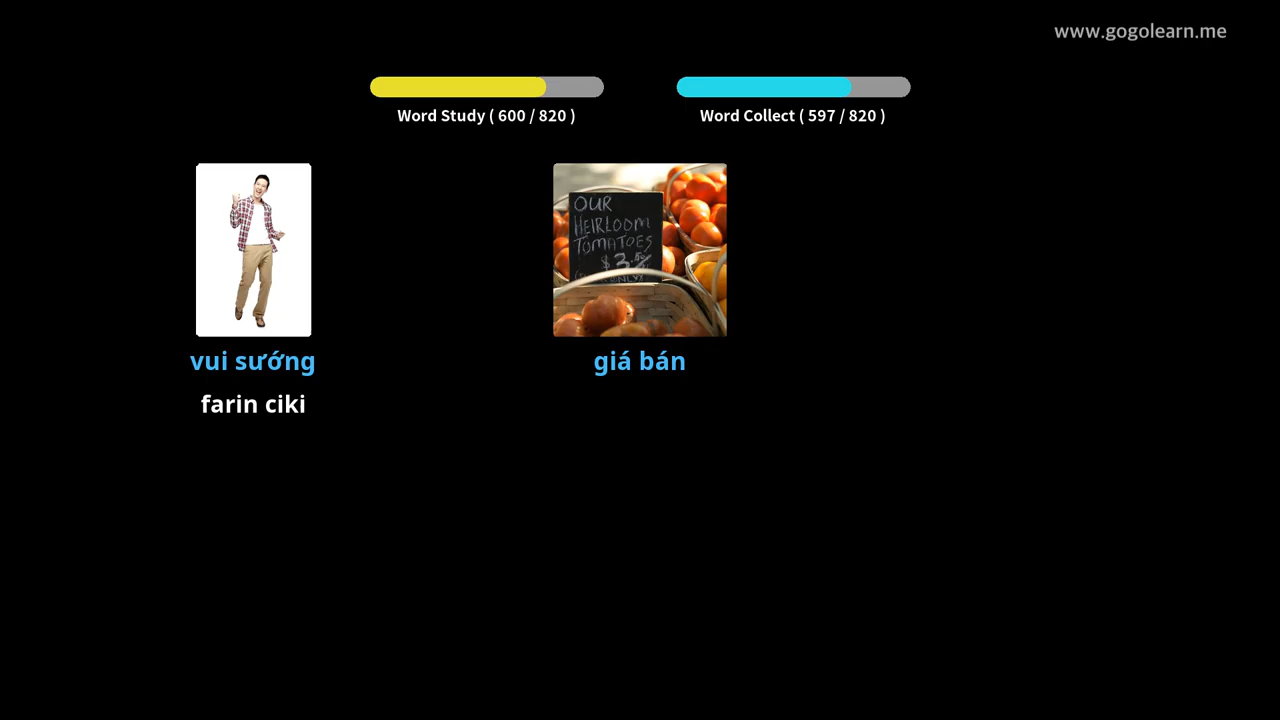 www.gogolearn.me
Word Study ( 600 / 820 )
Word Collect ( 597 / 820 )
OUR
HEIRLOOM
TOMATOES
vui sướng
giá bán
farin ciki